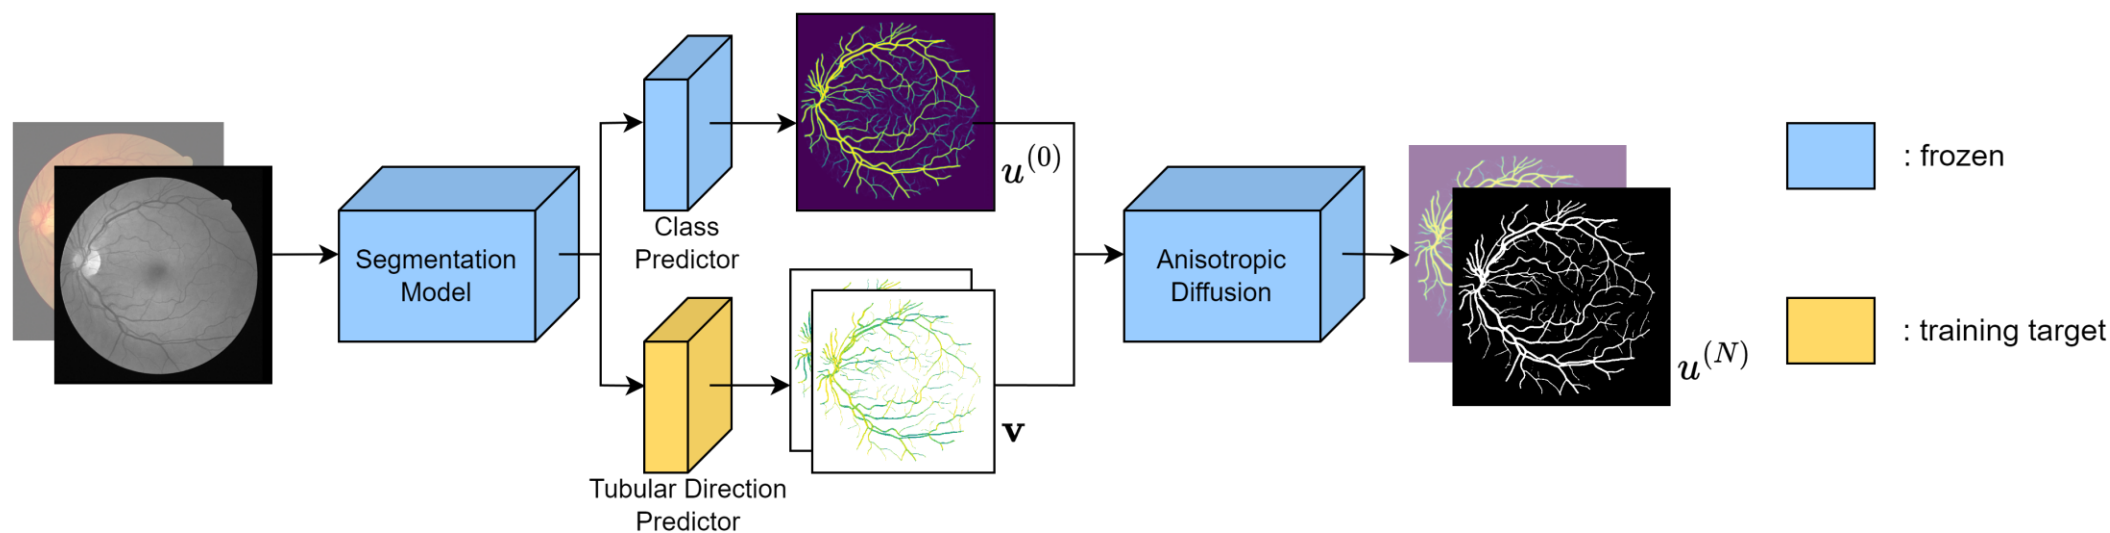 Segmentation
Model
Class
Predictor
u^{(0)}
Tubular Direction
Predictor
v
Anisotropic
Diffusion
u^{(N)}
: frozen
: training target